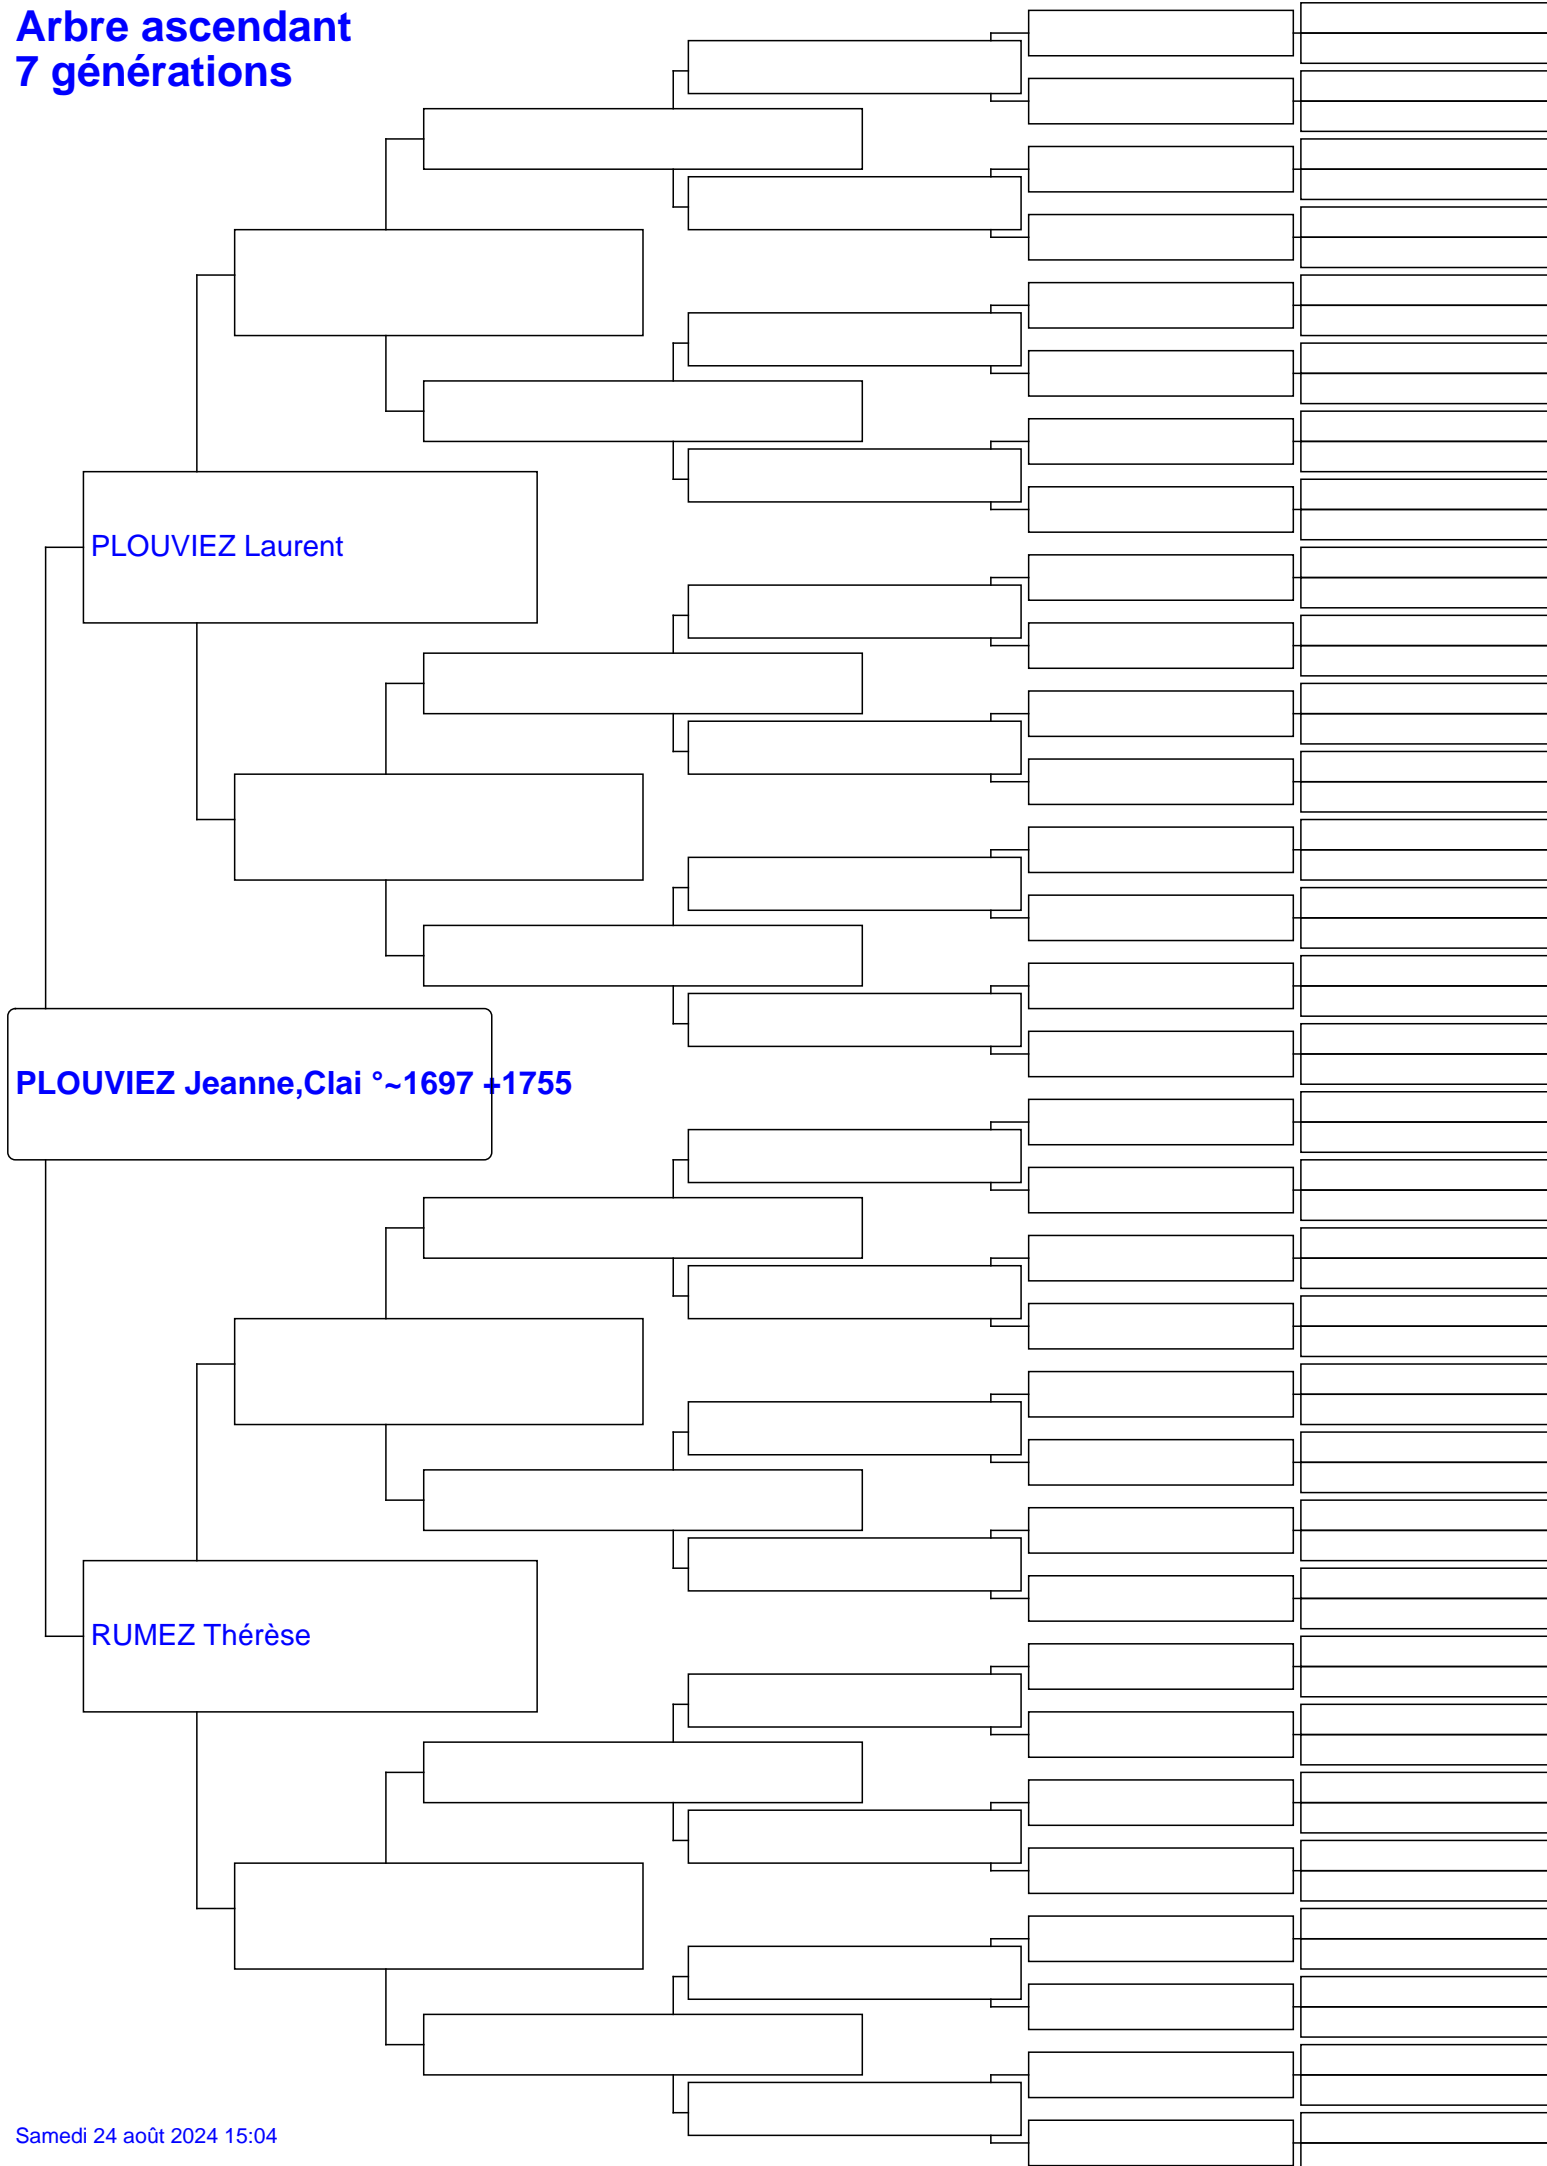 Arbre ascendant
7 générations
PLOUVIEZ Laurent
PLOUVIEZ Jeanne,Clai °~1697 +1755
RUMEZ Thérèse
Samedi 24 août 2024 15:04